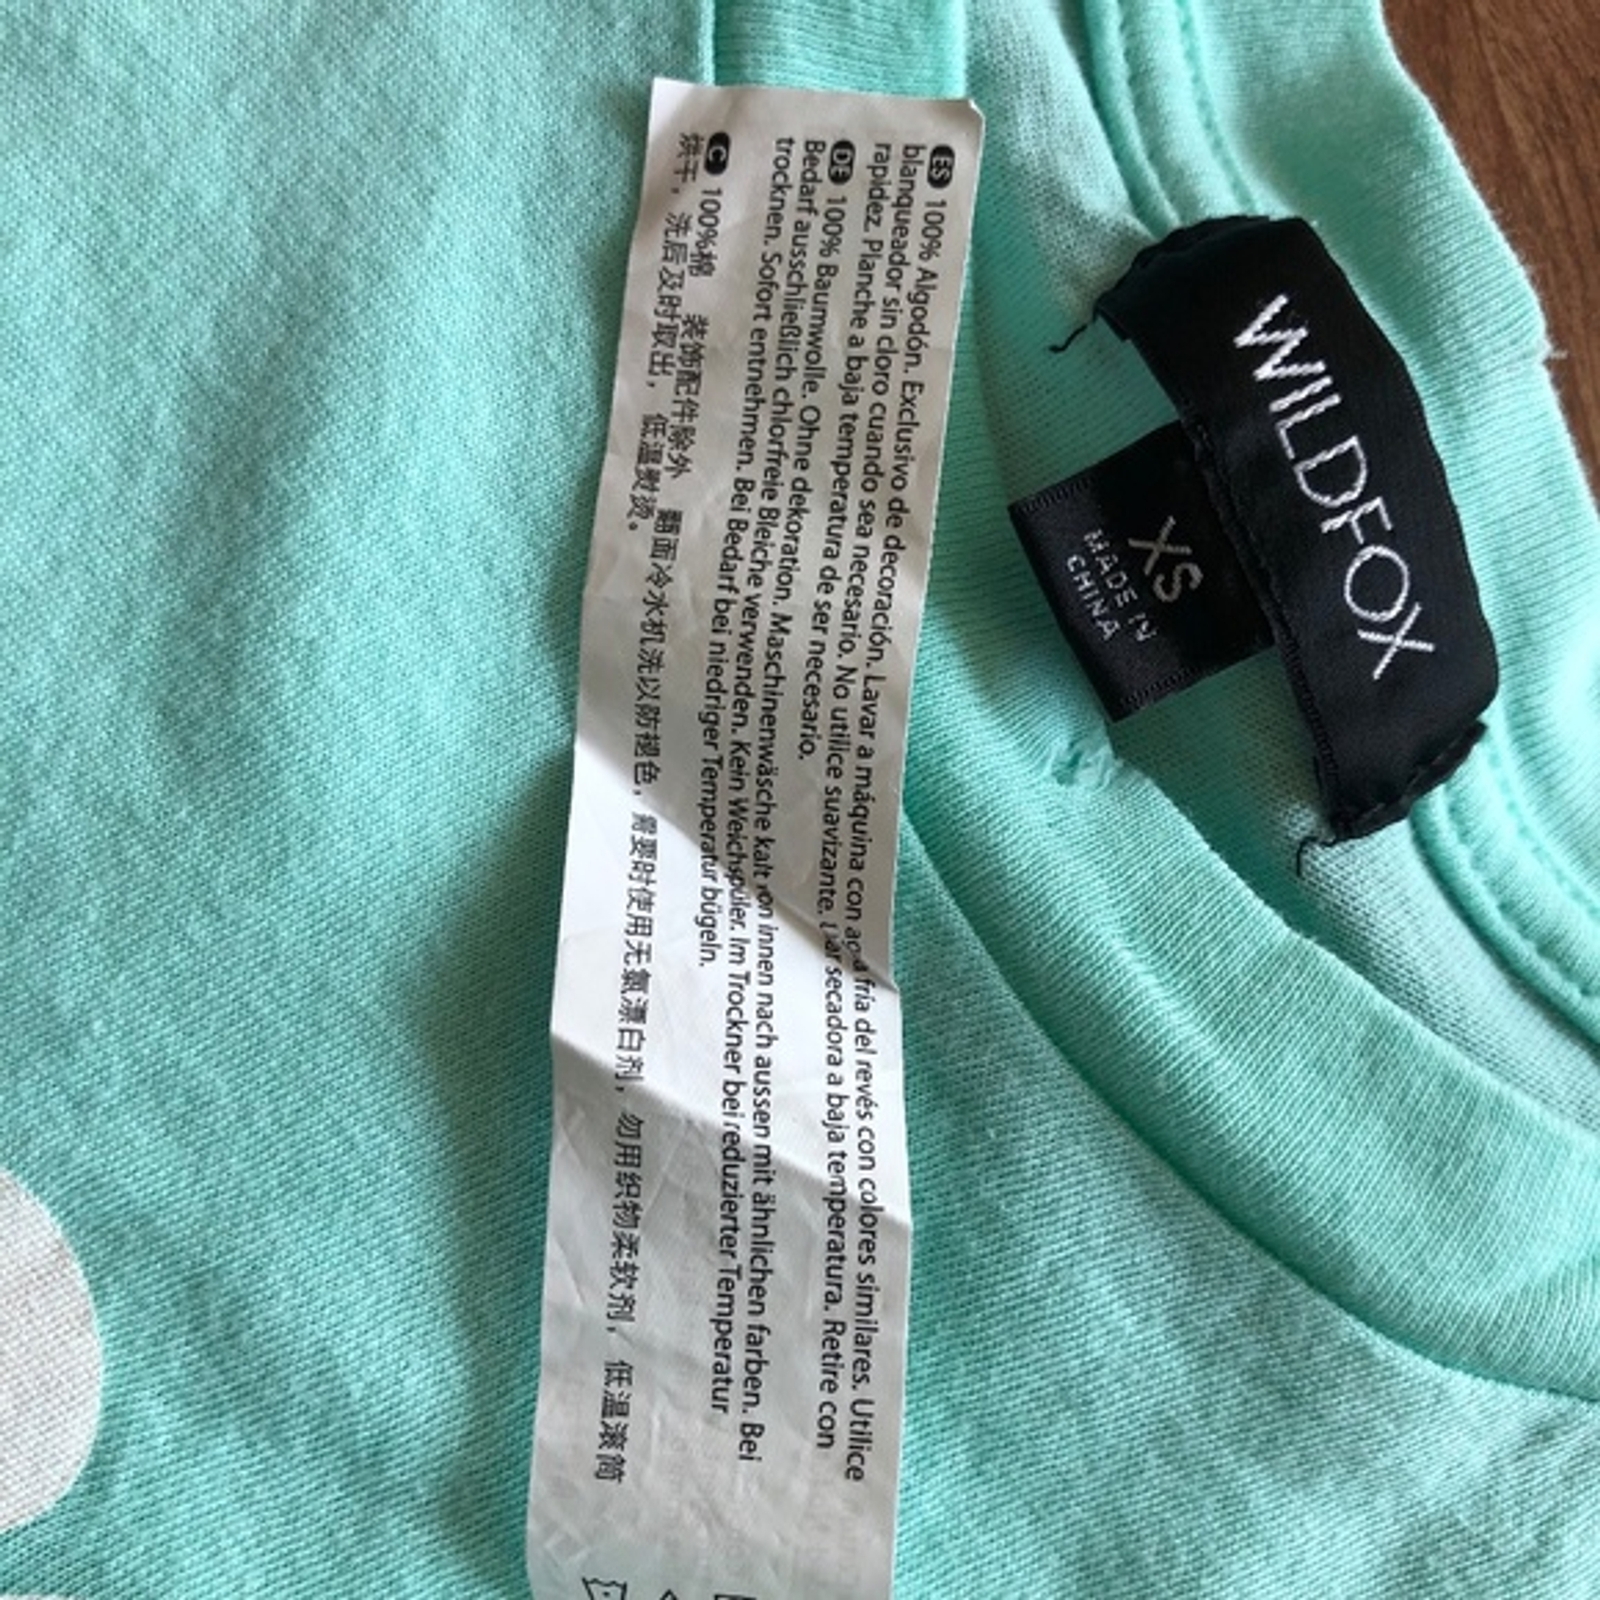 ES 100% Algodón. Exclusivo de decoración. Lavar a máquina con agua fría del revés con colores similares. Utilice
blanqueador sin cloro cuando sea necesario. No utilice suavizante. Usar secadora a baja temperatura. Retire con
rapidez. Planche a baja temperatura de ser necesario.
DE 100% Baumwolle. Ohne dekoration. Maschinenwäsche kalt von innen nach aussen mit ähnlichen farben. Bei
Bedarf ausschließlich chlorfreie Bleiche verwenden. Kein Weichspüler. Im Trockner bei reduzierter Temperatur
trocknen. Sofort entnehmen. Bei Bedarf bei niedriger Temperatur bügeln.
C 100%棉 装饰配件除外 翻面冷水机洗以防褪色，需要时使用无氯漂白剂，勿用织物柔软剂，低温滚筒
烘干，洗后及时取出，低温熨烫。
WILDFOX
XS
MADE IN
CHINA